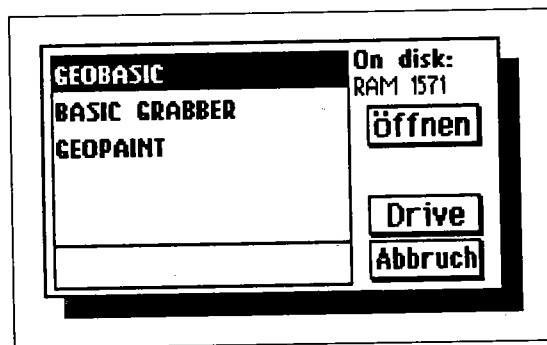 GEOBASIC
BASIC GRABBER
GEOPAINT
On disk:
RAM 1571
Öffnen
Drive
Abbruch